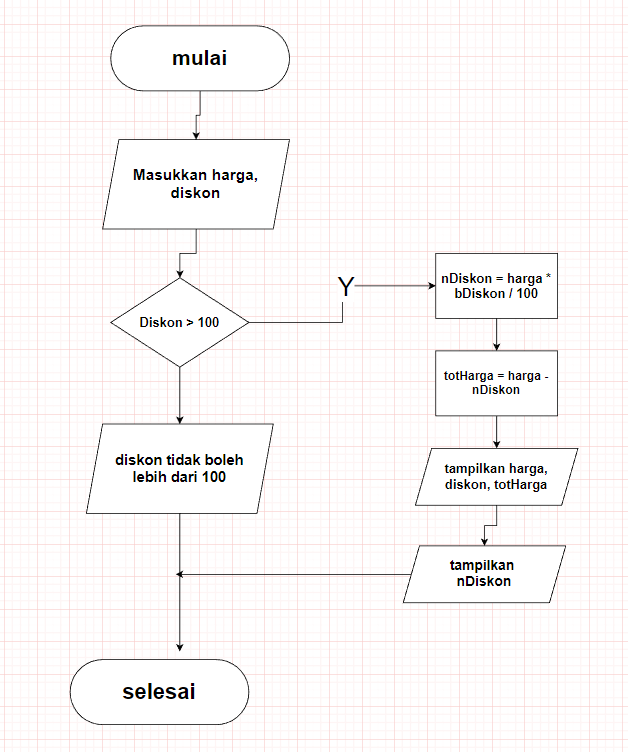 mulai
Masukkan harga,
diskon
Diskon > 100
Y
nDiskon = harga *
bDiskon / 100
totHarga = harga -
nDiskon
diskon tidak boleh
lebih dari 100
tampilkan harga,
diskon, totHarga
tampilkan
nDiskon
selesai